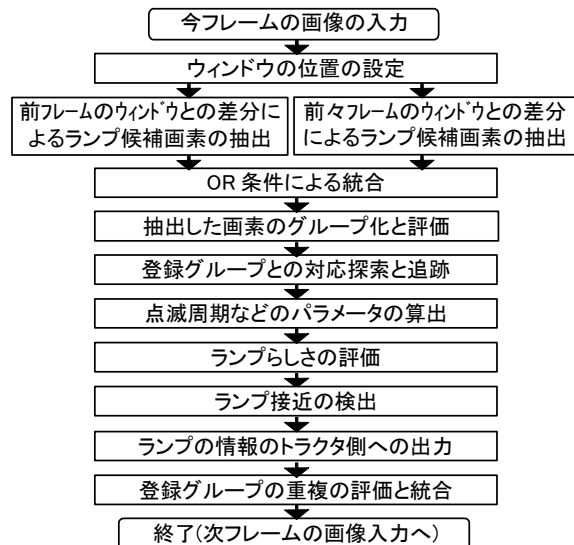 今フレームの画像の入力
ウィンドウの位置の設定
前フレームのウィンドウとの差分に
よるランプ候補画素の抽出
前々フレームのウィンドウとの差分
によるランプ候補画素の抽出
OR 条件による統合
抽出した画素のグループ化と評価
登録グループとの対応探索と追跡
点滅周期などのパラメータの算出
ランプらしさの評価
ランプ接近の検出
ランプの情報のトラクタ側への出力
登録グループの重複の評価と統合
終了(次フレームの画像入力へ)